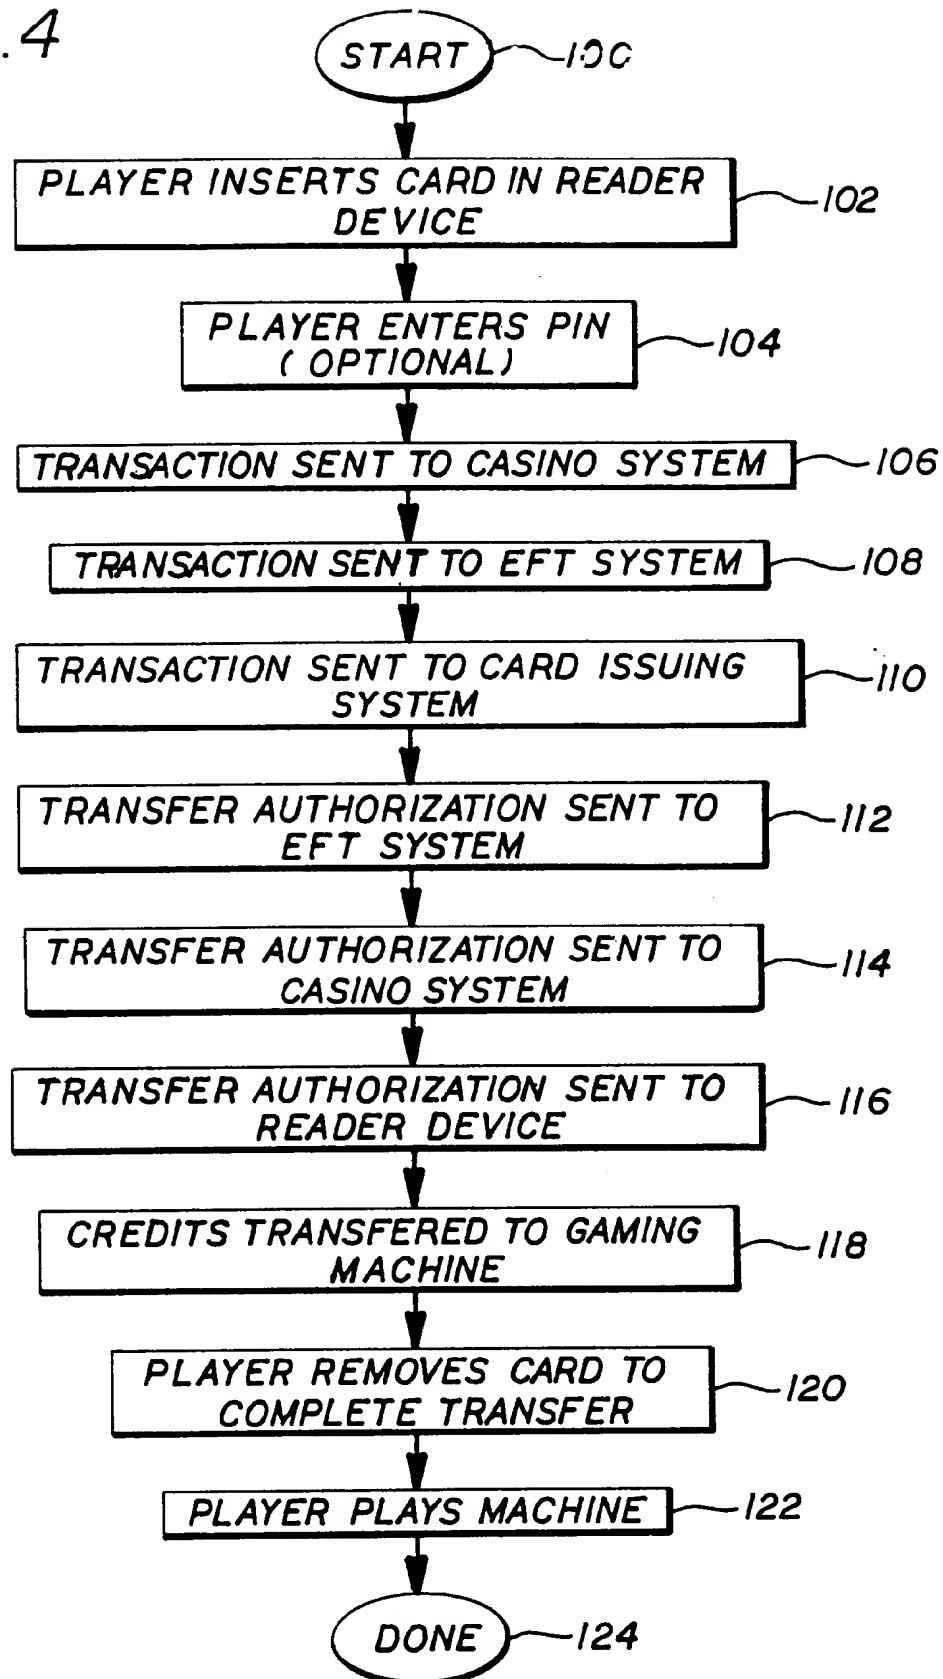 .4
START 100
PLAYER INSERTS CARD IN READER
DEVICE
102
PLAYER ENTERS PIN
(OPTIONAL)
104
TRANSACTION SENT TO CASINO SYSTEM 106
TRANSACTION SENT TO EFT SYSTEM 108
TRANSACTION SENT TO CARD ISSUING
SYSTEM
110
TRANSFER AUTHORIZATION SENT TO
EFT SYSTEM
112
TRANSFER AUTHORIZATION SENT TO
CASINO SYSTEM
114
TRANSFER AUTHORIZATION SENT TO
READER DEVICE
116
CREDITS TRANSFERED TO GAMING
MACHINE
118
PLAYER REMOVES CARD TO
COMPLETE TRANSFER
120
PLAYER PLAYS MACHINE 122
DONE 124